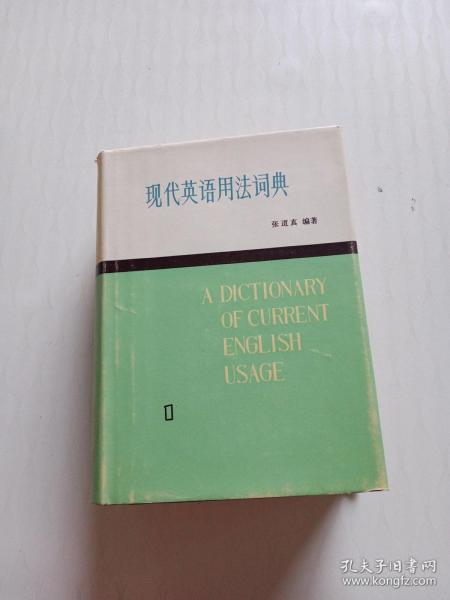 现代英语用法词典
张道真 编著
A DICTIONARY
OF CURRENT
ENGLISH
USAGE
孔夫子旧书网
www.kongfz.com